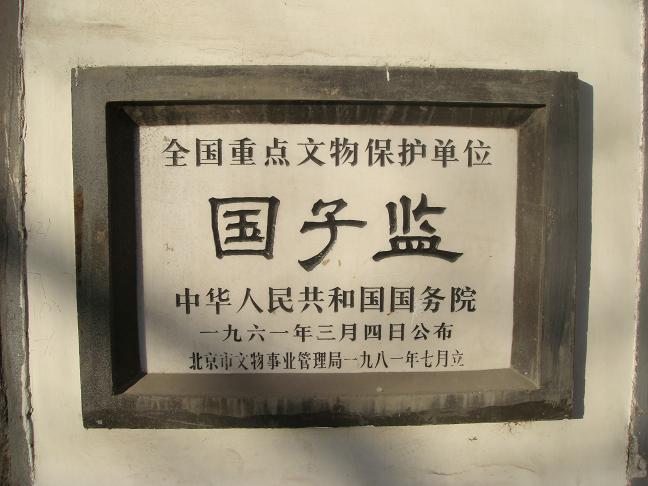 全国重点文物保护单位
国子监
中华人民共和国国务院
一九六一年三月四日公布
北京市文物事业管理局一九八一年七月立